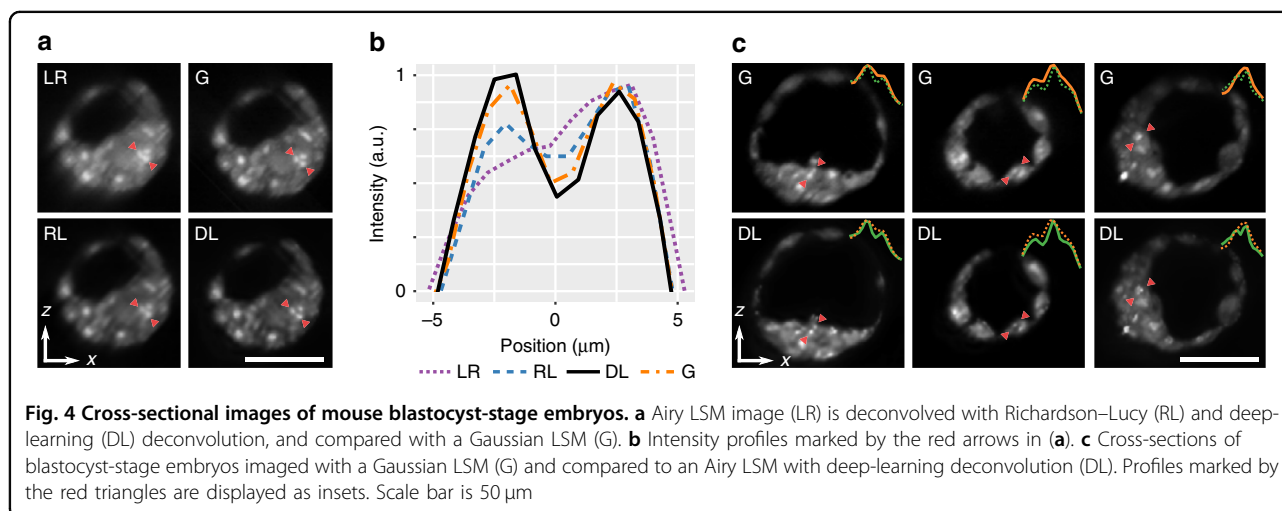 a
LR
G
RL
DL
z
x
b
1
Intensity (a.u.)
0
−5
0
5
Position (μm)
LR
RL
DL
G
c
G
G
G
DL
DL
DL
Fig. 4 Cross-sectional images of mouse blastocyst-stage embryos. a Airy LSM image (LR) is deconvolved with Richardson–Lucy (RL) and deep-
learning (DL) deconvolution, and compared with a Gaussian LSM (G). b Intensity profiles marked by the red arrows in (a). c Cross-sections of
blastocyst-stage embryos imaged with a Gaussian LSM (G) and compared to an Airy LSM with deep-learning deconvolution (DL). Profiles marked by
the red triangles are displayed as insets. Scale bar is 50 μm